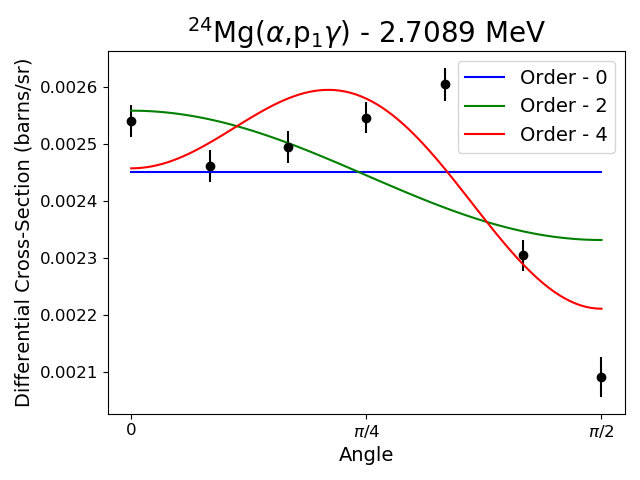 ²⁴Mg(α,p₁γ) - 2.7089 MeV
Differential Cross-Section (barns/sr)
0.0026
0.0025
0.0024
0.0023
0.0022
0.0021
Order - 0
Order - 2
Order - 4
0 π/4 π/2
Angle